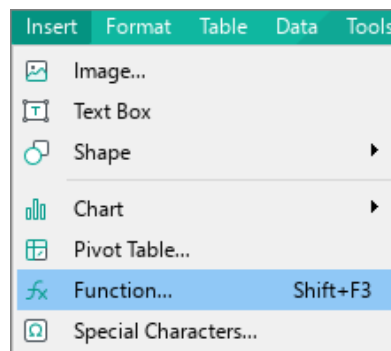 Insert Format Table Data Tools
Image...
Text Box
Shape
Chart
Pivot Table...
Function... Shift+F3
Special Characters...